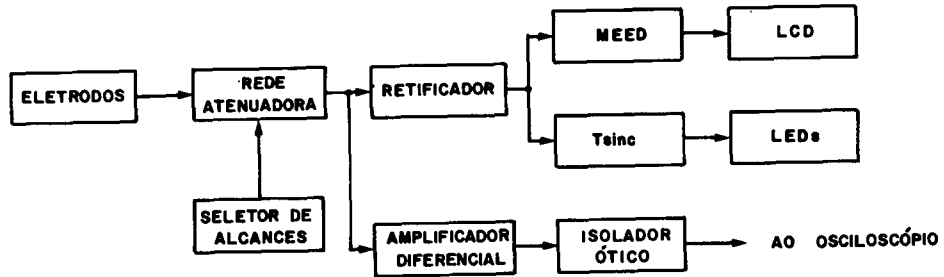 MEED
LCD
ELETRODOS
REDE
ATENUADORA
RETIFICADOR
Tsinc
LEDs
SELETOR DE
ALCANCES
AMPLIFICADOR
DIFERENCIAL
ISOLADOR
ÓTICO
AO OSCILOSCÓPIO